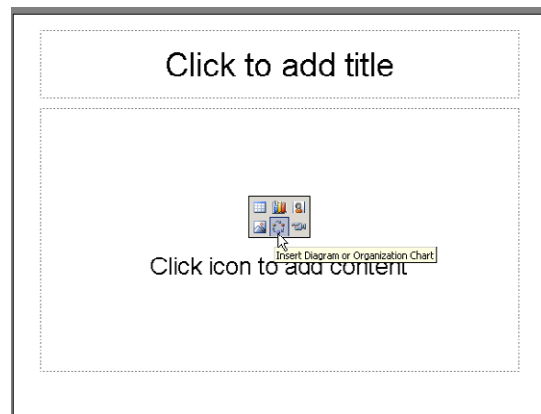 Click to add title
Insert Diagram or Organization Chart
Click icon to add content